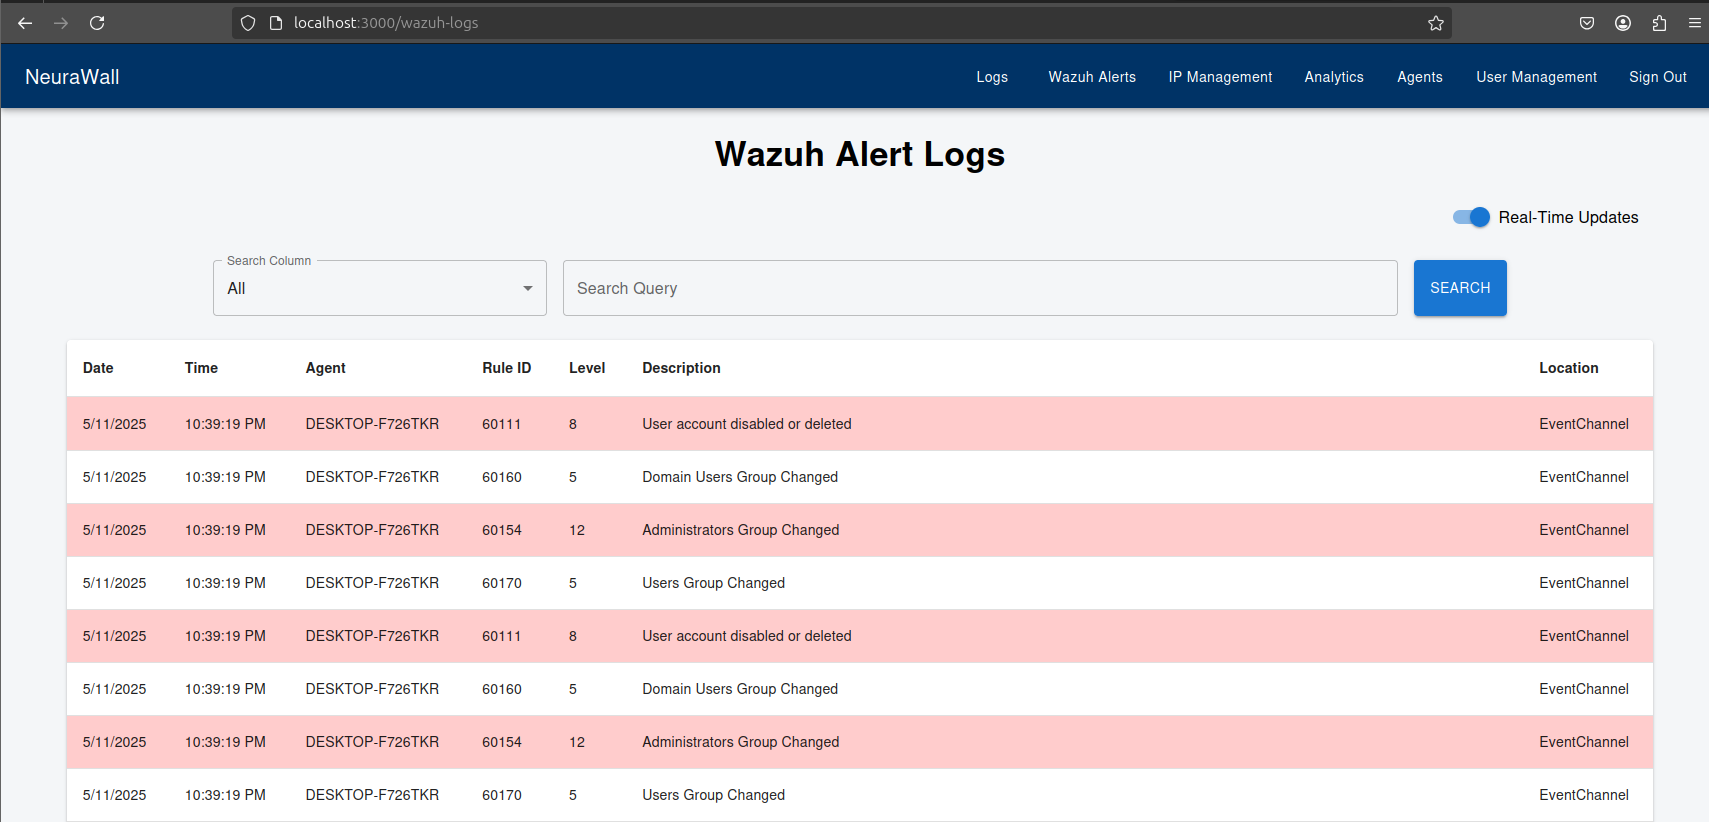 localhost:3000/wazuh-logs
NeuraWall Logs Wazuh Alerts IP Management Analytics Agents User Management Sign Out
Wazuh Alert Logs
Real-Time Updates
Search Column
All Search Query SEARCH
Date Time Agent Rule ID Level Description Location
5/11/2025 10:39:19 PM DESKTOP-F726TKR 60111 8 User account disabled or deleted EventChannel
5/11/2025 10:39:19 PM DESKTOP-F726TKR 60160 5 Domain Users Group Changed EventChannel
5/11/2025 10:39:19 PM DESKTOP-F726TKR 60154 12 Administrators Group Changed EventChannel
5/11/2025 10:39:19 PM DESKTOP-F726TKR 60170 5 Users Group Changed EventChannel
5/11/2025 10:39:19 PM DESKTOP-F726TKR 60111 8 User account disabled or deleted EventChannel
5/11/2025 10:39:19 PM DESKTOP-F726TKR 60160 5 Domain Users Group Changed EventChannel
5/11/2025 10:39:19 PM DESKTOP-F726TKR 60154 12 Administrators Group Changed EventChannel
5/11/2025 10:39:19 PM DESKTOP-F726TKR 60170 5 Users Group Changed EventChannel